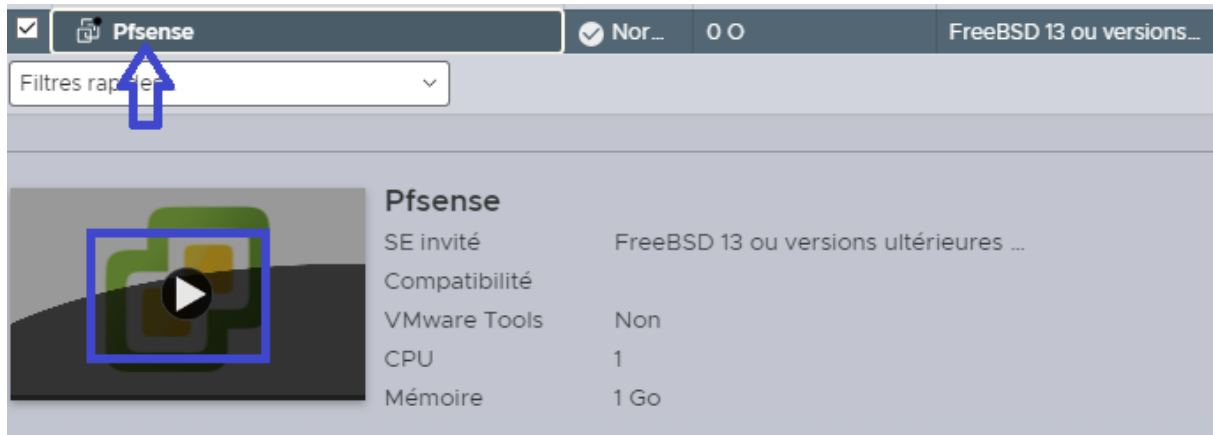 Pfsense Nor... 0 O FreeBSD 13 ou versions...
Filtres rapides
Pfsense
SE invité FreeBSD 13 ou versions ultérieures ...
Compatibilité
VMware Tools Non
CPU 1
Mémoire 1 Go